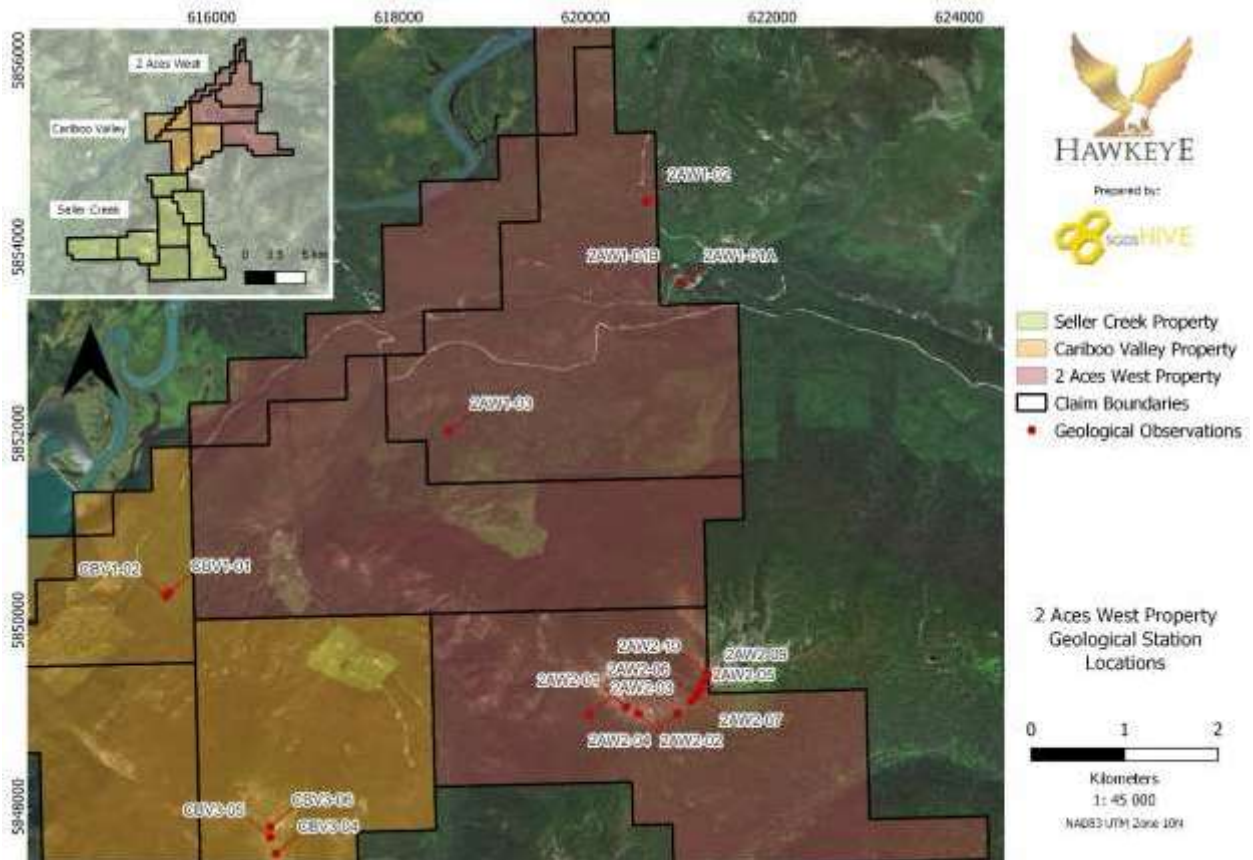 616000 618000 620000 622000 624000
5856000
5854000
5852000
5850000
5848000
2 Aces West
Cariboo Valley
Seller Creek
0 3.5 5 km
2AW1-02
2AW1-01B 2AW1-01A
2AW1-03
CBV1-02 CBV1-01
2AW2-10
2AW2-06
2AW2-05
2AW2-01
2AW2-03
2AW2-07
2AW2-04 2AW2-02
CBV3-05 CBV3-06
CBV3-04
HAWKEYE
Prepared by:
SGDS HIVE
Seller Creek Property
Cariboo Valley Property
2 Aces West Property
Claim Boundaries
Geological Observations
2 Aces West Property
Geological Station
Locations
0 1 2
Kilometers
1: 45 000
NAD83 UTM Zone 10N